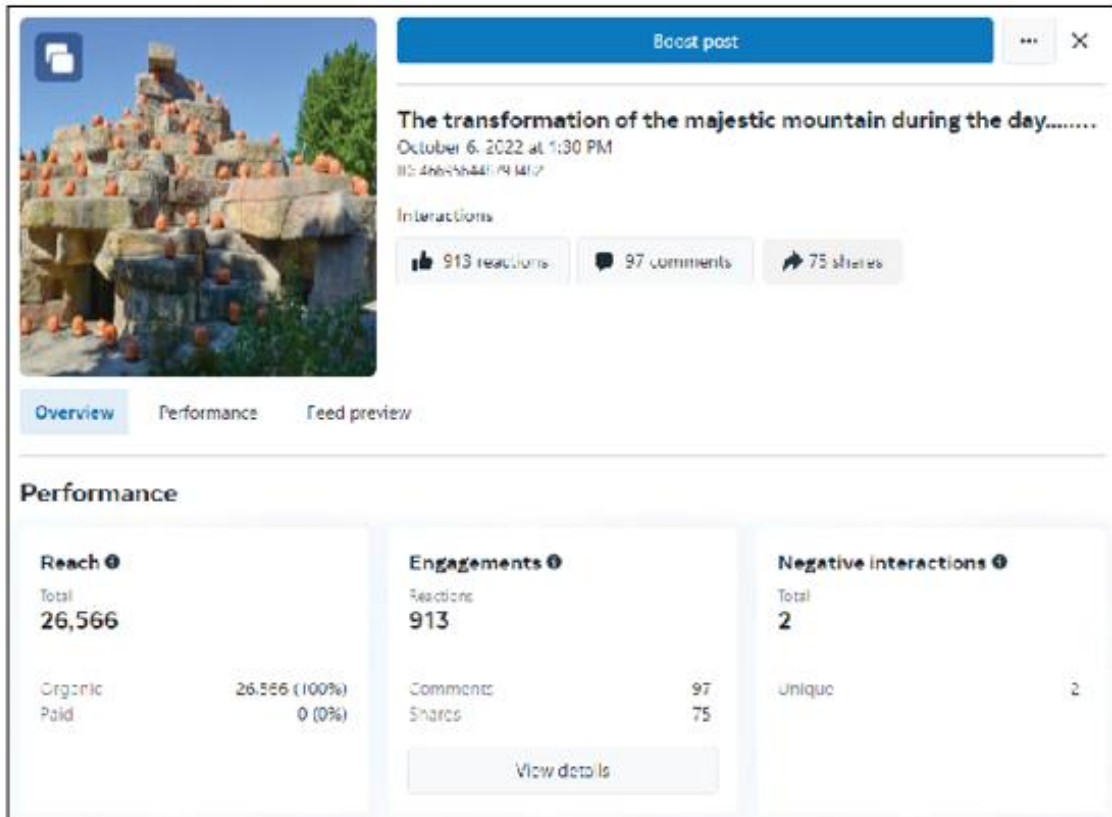 Boost post
The transformation of the majestic mountain during the day........
October 6, 2022 at 1:30 PM
Interactions
913 reactions
97 comments
75 shares
Overview
Performance
Feed preview
Performance
Reach
Total
26,566
Organic 26,566 (100%)
Paid 0 (0%)
Engagements
Reactions
913
Comments 97
Shares 75
View details
Negative interactions
Total
2
Unique 2